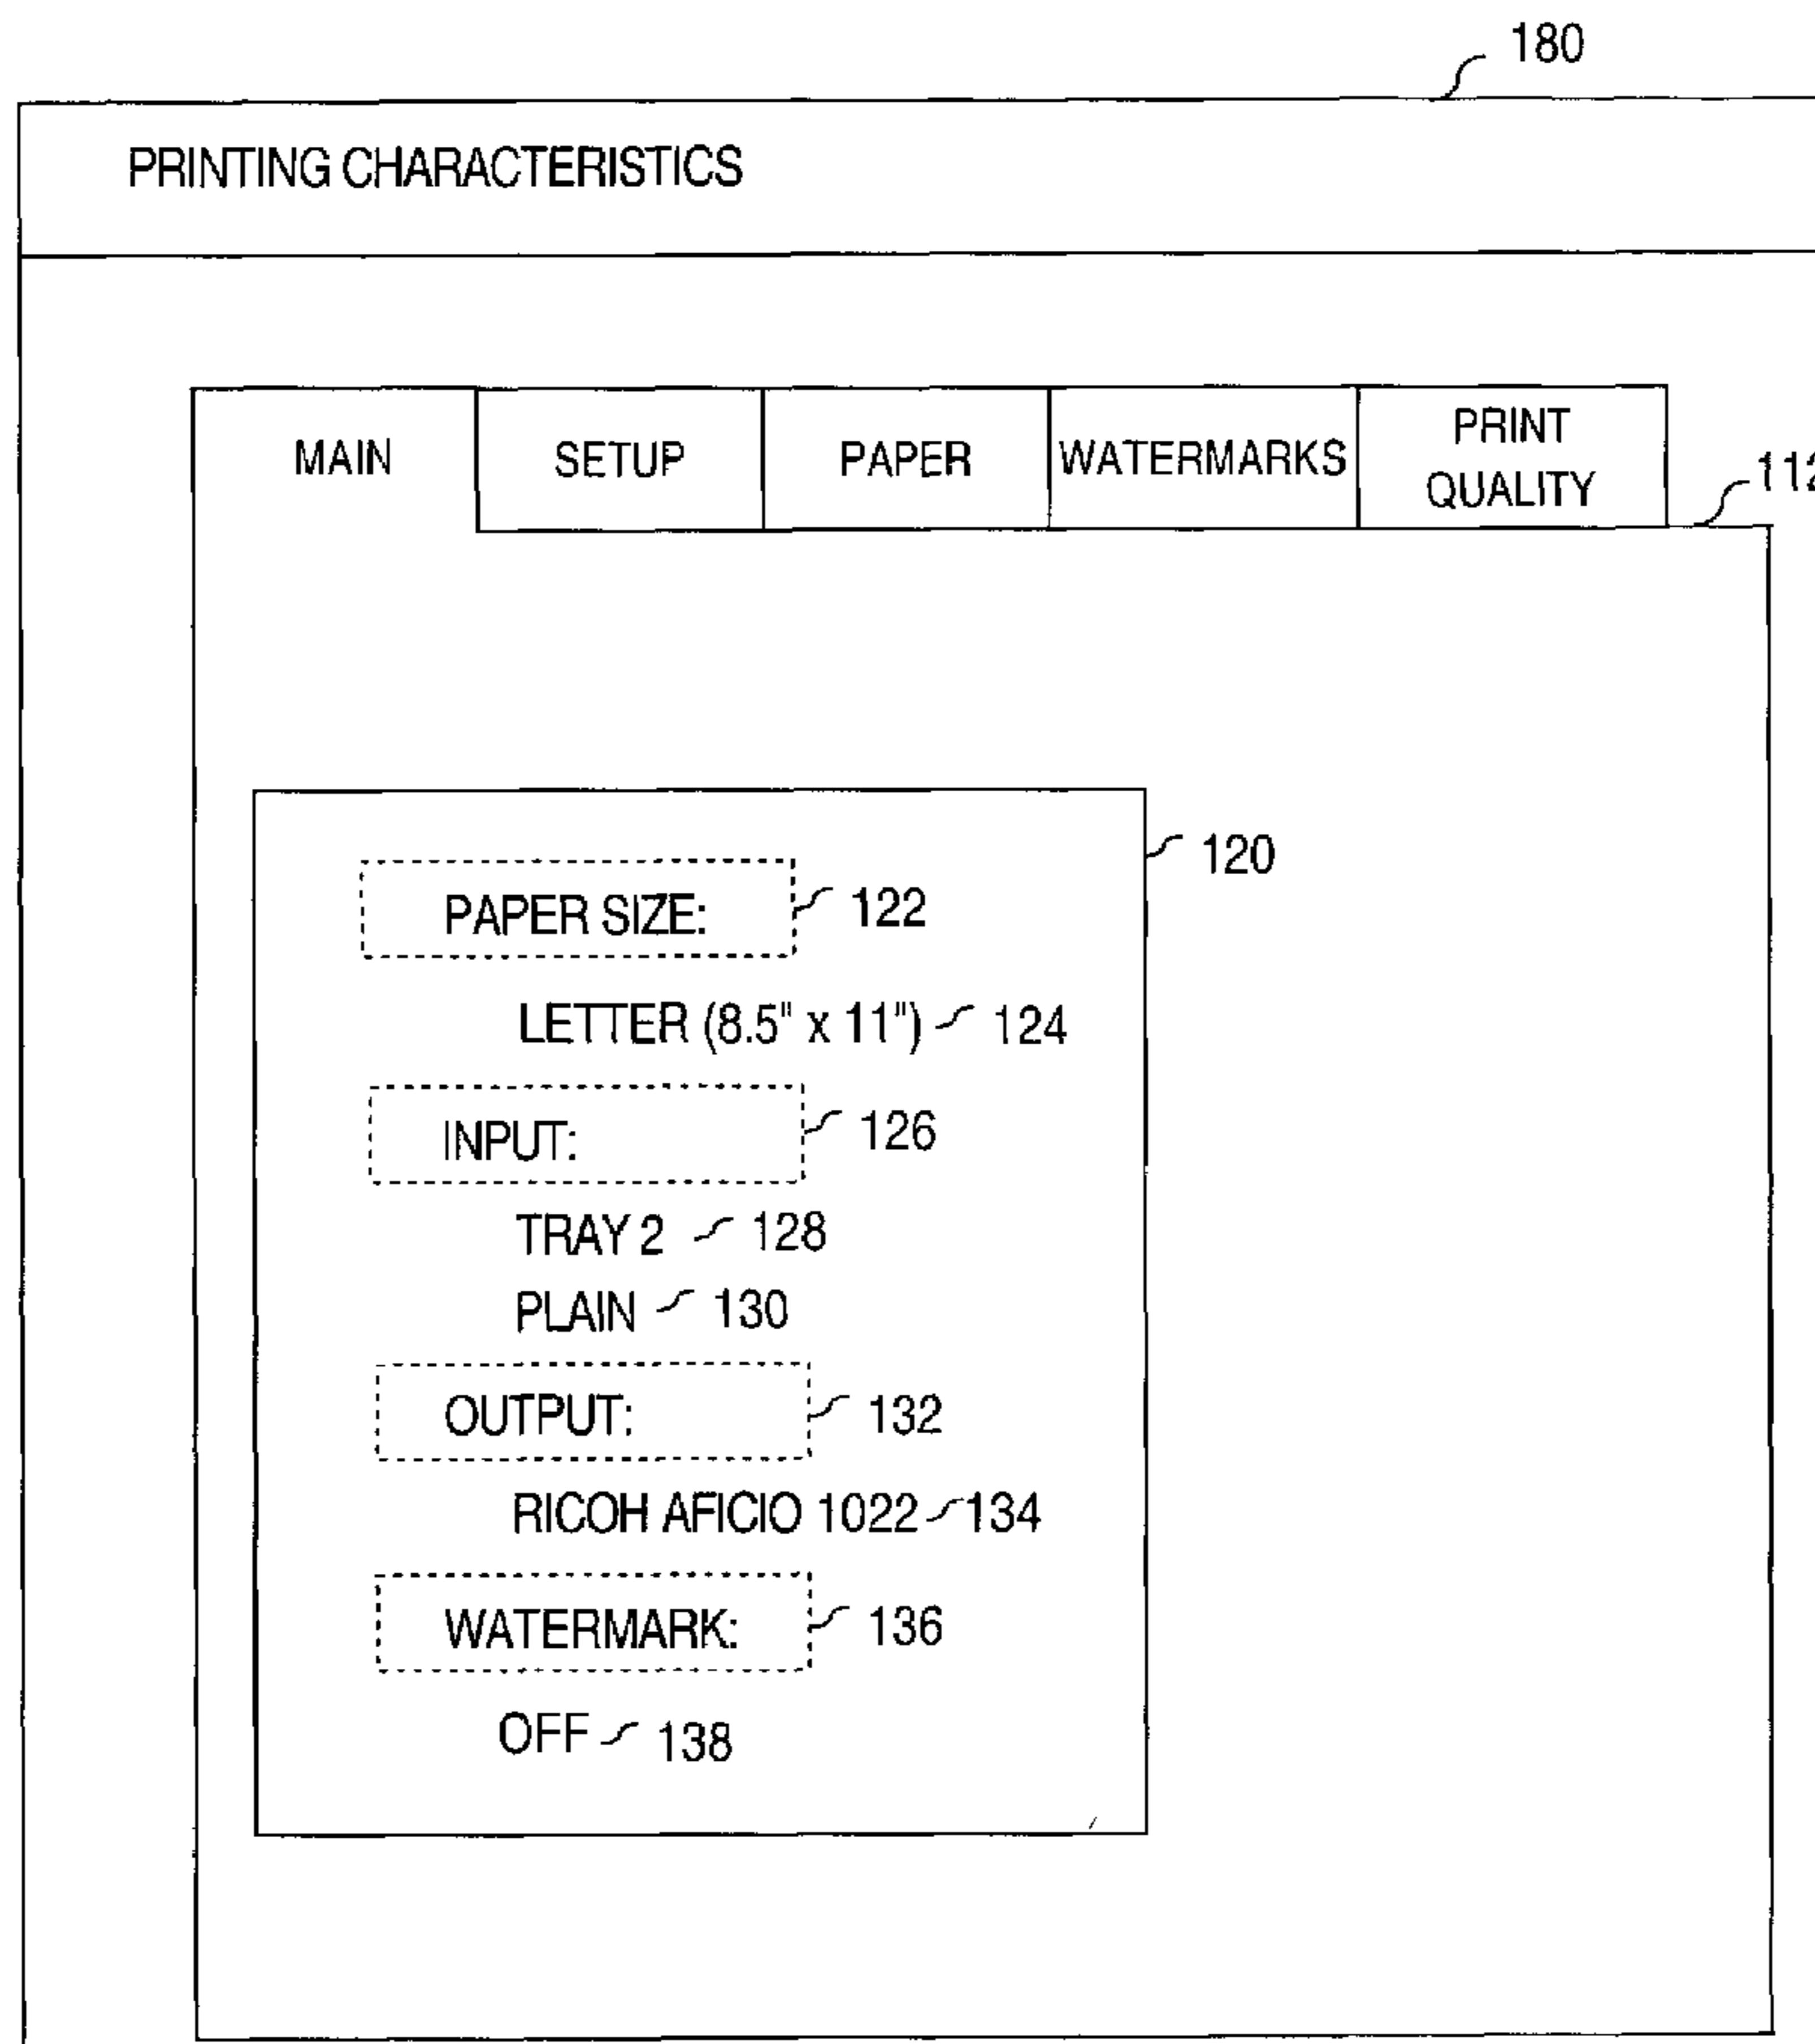 180
PRINTING CHARACTERISTICS
MAIN SETUP PAPER WATERMARKS PRINT QUALITY
112
120
PAPER SIZE: 122
LETTER (8.5" x 11") 124
INPUT: 126
TRAY 2 128
PLAIN 130
OUTPUT: 132
RICOH AFICIO 1022 134
WATERMARK: 136
OFF 138